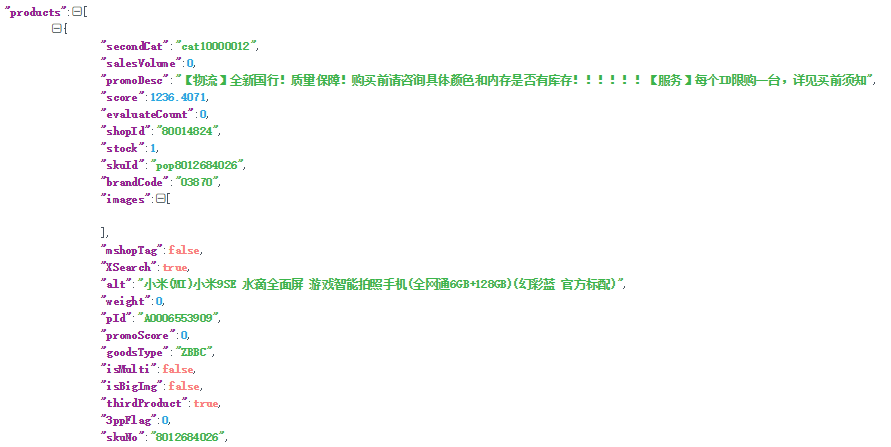 "products":[
{
"secondCat":"cat10000012",
"salesVolume":0,
"promoDesc":"【物流】全新国行！质量保障！购买前请咨询具体颜色和内存是否有库存！！！！！！【服务】每个ID限购一台，详见买前须知",
"score":1236.4071,
"evaluateCount":0,
"shopId":"80014824",
"stock":1,
"skuId":"pop8012684026",
"brandCode":"03870",
"images":[
],
"mshopTag":false,
"XSearch":true,
"alt":"小米(MI)小米9SE 水滴全面屏 游戏智能拍照手机(全网通6GB+128GB)(幻彩蓝 官方标配)",
"weight":0,
"pId":"A0006553909",
"promoScore":0,
"goodsType":"ZBBC",
"isMulti":false,
"isBigImg":false,
"thirdProduct":true,
"3ppFlag":0,
"skuNo":"8012684026",